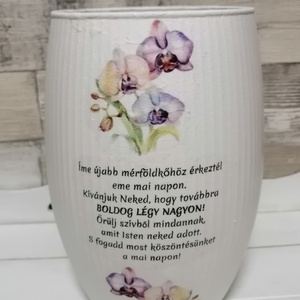 Íme újabb mérföldkőhöz érkeztél
eme mai napon.
Kívánjuk Neked, hogy továbbra
BOLDOG LÉGY NAGYON!
Örülj szívből mindannak,
amit Isten neked adott.
S fogadd most köszöntésünket
a mai napon!